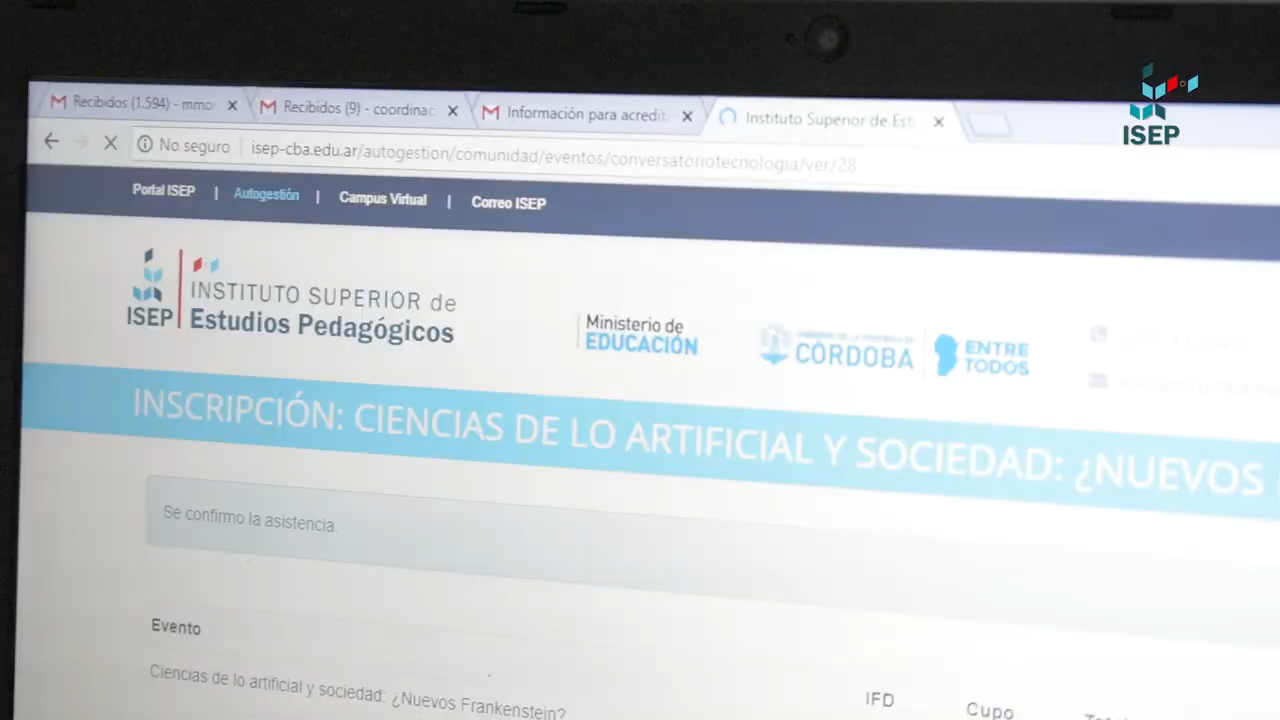 Recibidos (1.594) - mmo
Recibidos (9) - coordinac
Información para acredit
Instituto Superior de Est
ISEP
No seguro
isep-cba.edu.ar/autogestion/comunidad/eventos/conversatoriotecnologia/ver/28
Portal ISEP | Autogestión | Campus Virtual | Correo ISEP
ISEP
INSTITUTO SUPERIOR de
Estudios Pedagógicos
Ministerio de
EDUCACIÓN
CÓRDOBA
ENTRE
TODOS
INSCRIPCIÓN: CIENCIAS DE LO ARTIFICIAL Y SOCIEDAD: ¿NUEVOS
Se confirmo la asistencia.
Evento
Ciencias de lo artificial y sociedad: ¿Nuevos Frankenstein?
IFD
Cupo